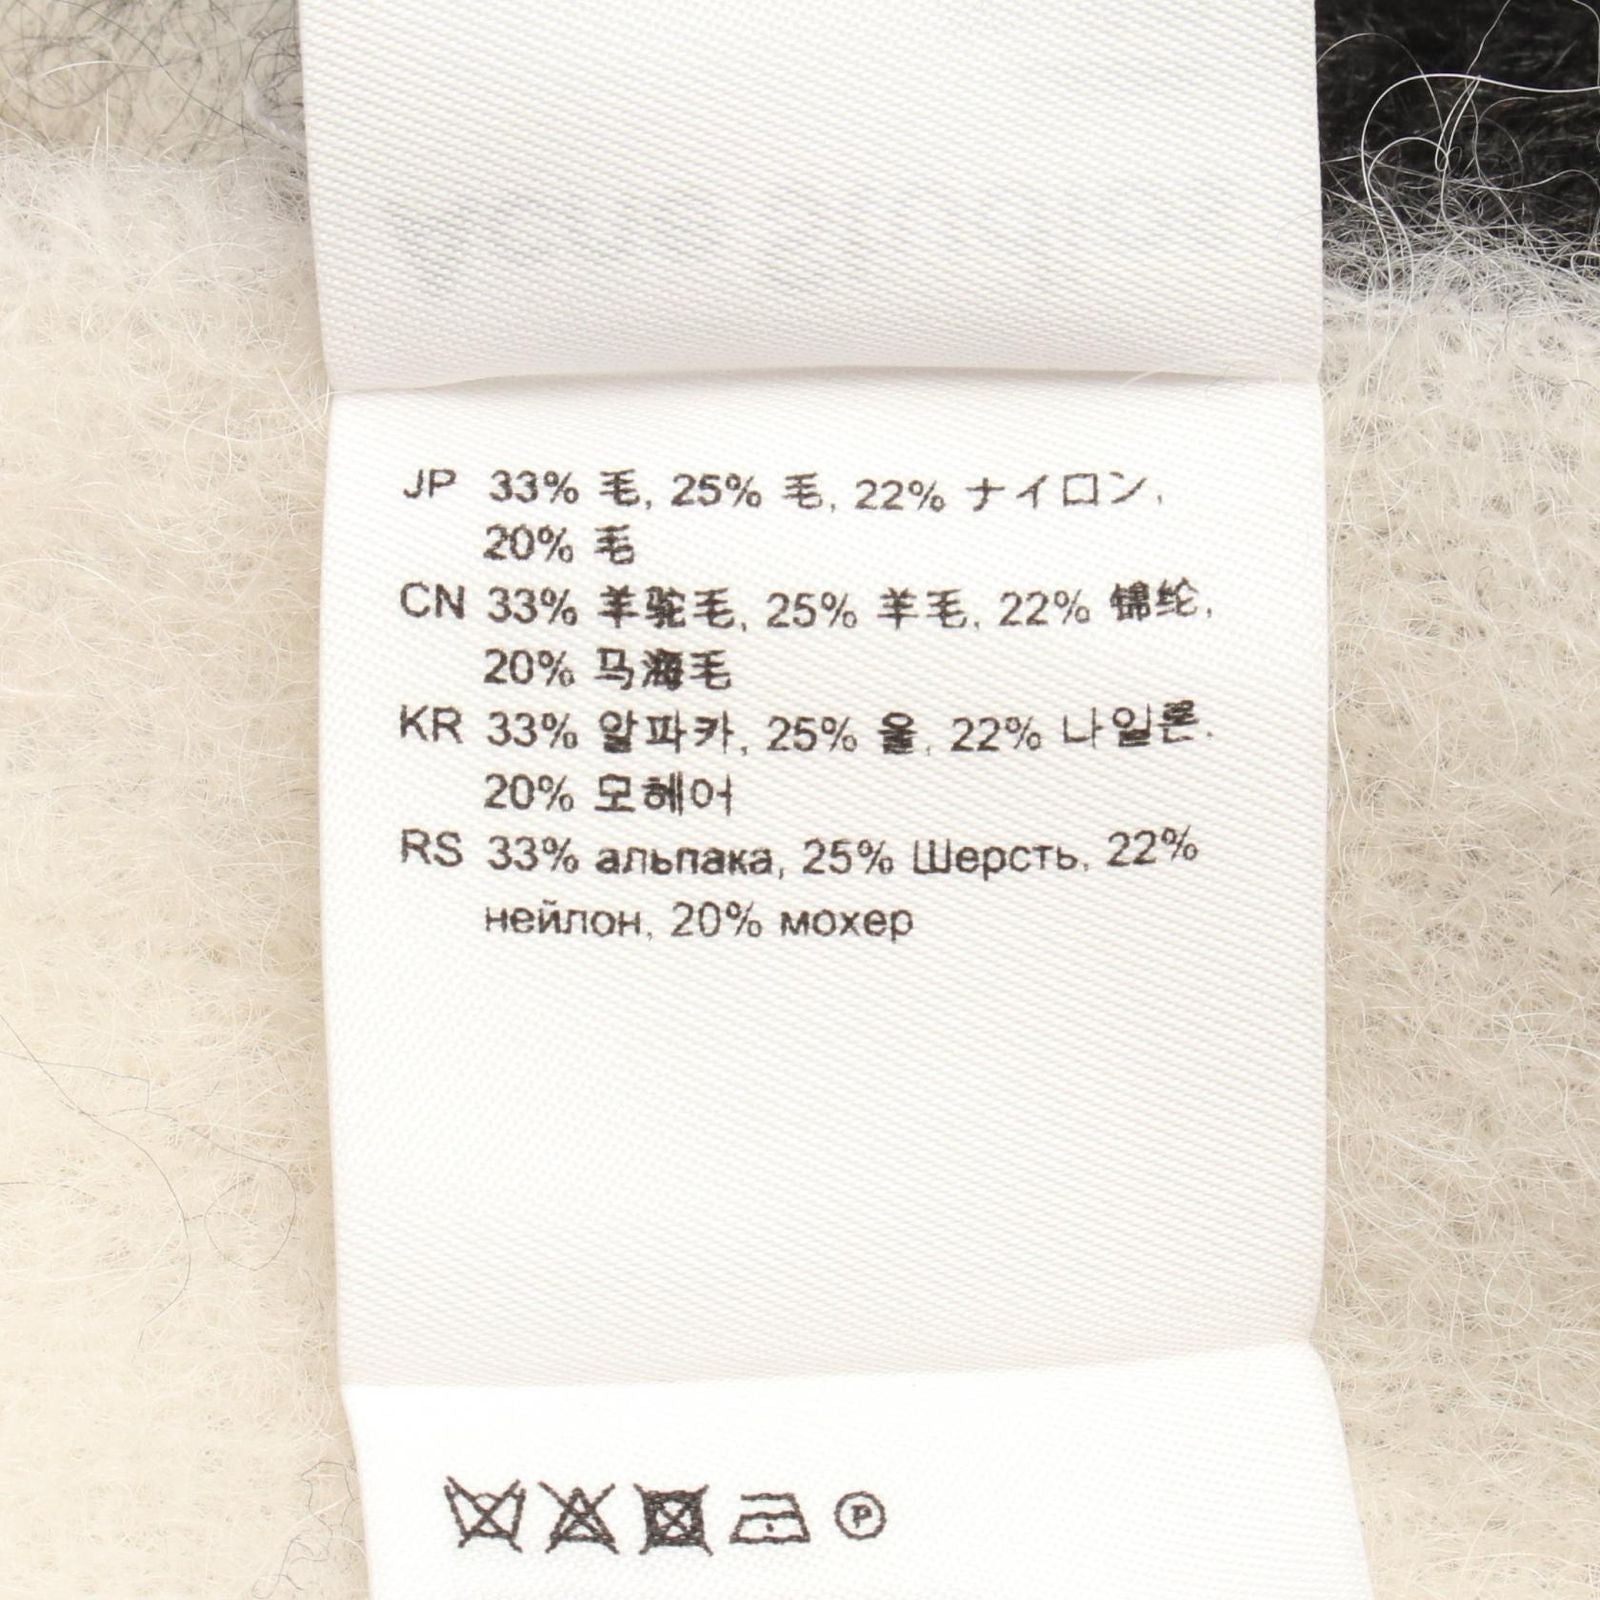 JP 33% 毛, 25% 毛, 22% ナイロン,
20% 毛
CN 33% 羊驼毛, 25% 羊毛, 22% 锦纶,
20% 马海毛
KR 33% 알파카, 25% 울, 22% 나일론,
20% 모헤어
RS 33% альпака, 25% Шерсть, 22%
нейлон, 20% мохер
P